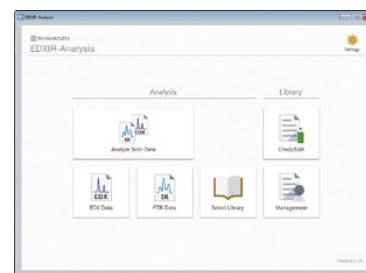 EDXIR-Analysis
SHIMADZU
EDXIR-Analysis
Settings
Analysis
Library
IR
EDX
Analyze Both Data
Check/Edit
EDX
IR
EDX Data
FTIR Data
Select Library
Management